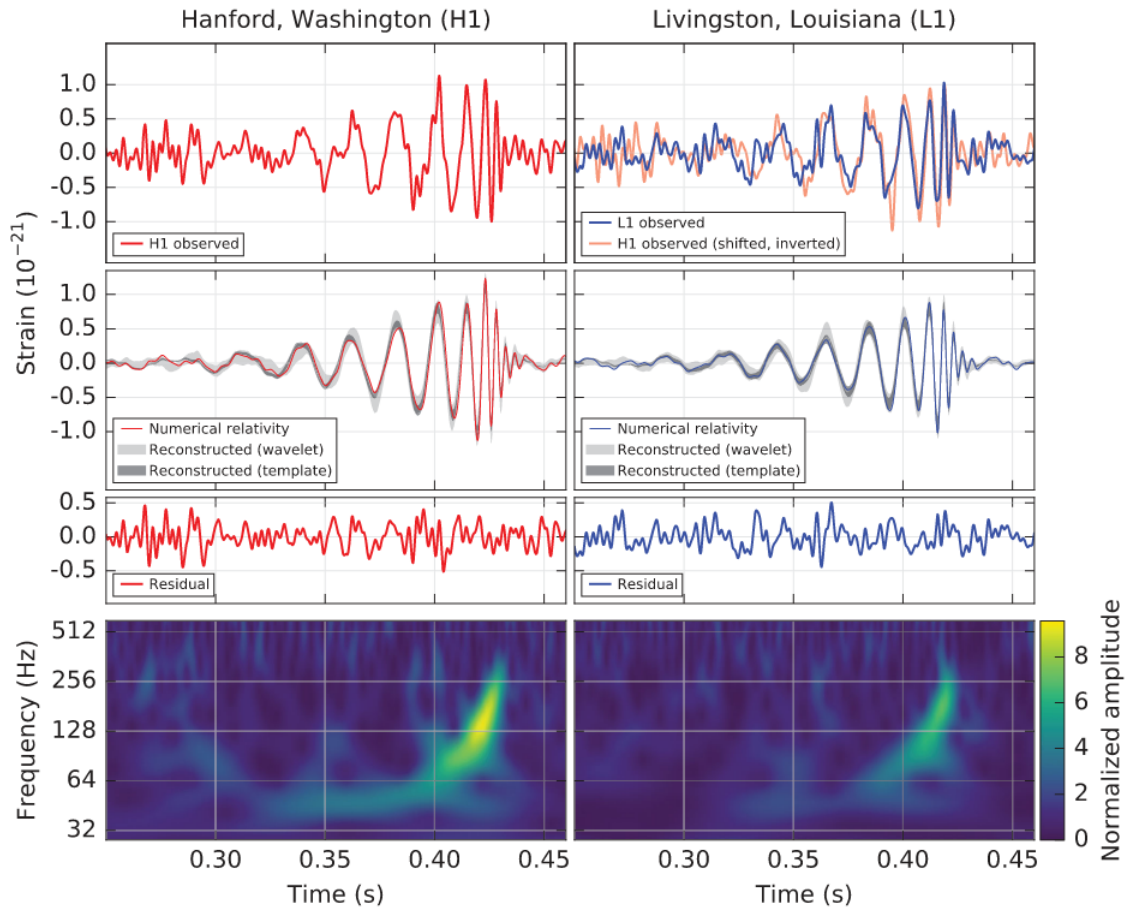 Hanford, Washington (H1)
Livingston, Louisiana (L1)
Strain (10⁻²¹)
1.0
0.5
0.0
-0.5
-1.0
H1 observed
L1 observed
H1 observed (shifted, inverted)
1.0
0.5
0.0
-0.5
-1.0
Numerical relativity
Reconstructed (wavelet)
Reconstructed (template)
Numerical relativity
Reconstructed (wavelet)
Reconstructed (template)
0.5
0.0
-0.5
Residual
Residual
Frequency (Hz)
512
256
128
64
32
0.30
0.35
0.40
0.45
Time (s)
0.30
0.35
0.40
0.45
Time (s)
8
6
4
2
0
Normalized amplitude